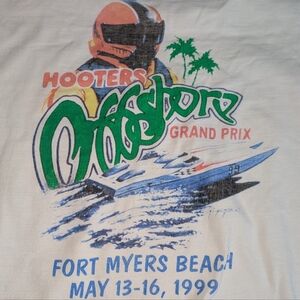 HOOTERS
Offshore
GRAND PRIX
FORT MYERS BEACH
MAY 13-16, 1999